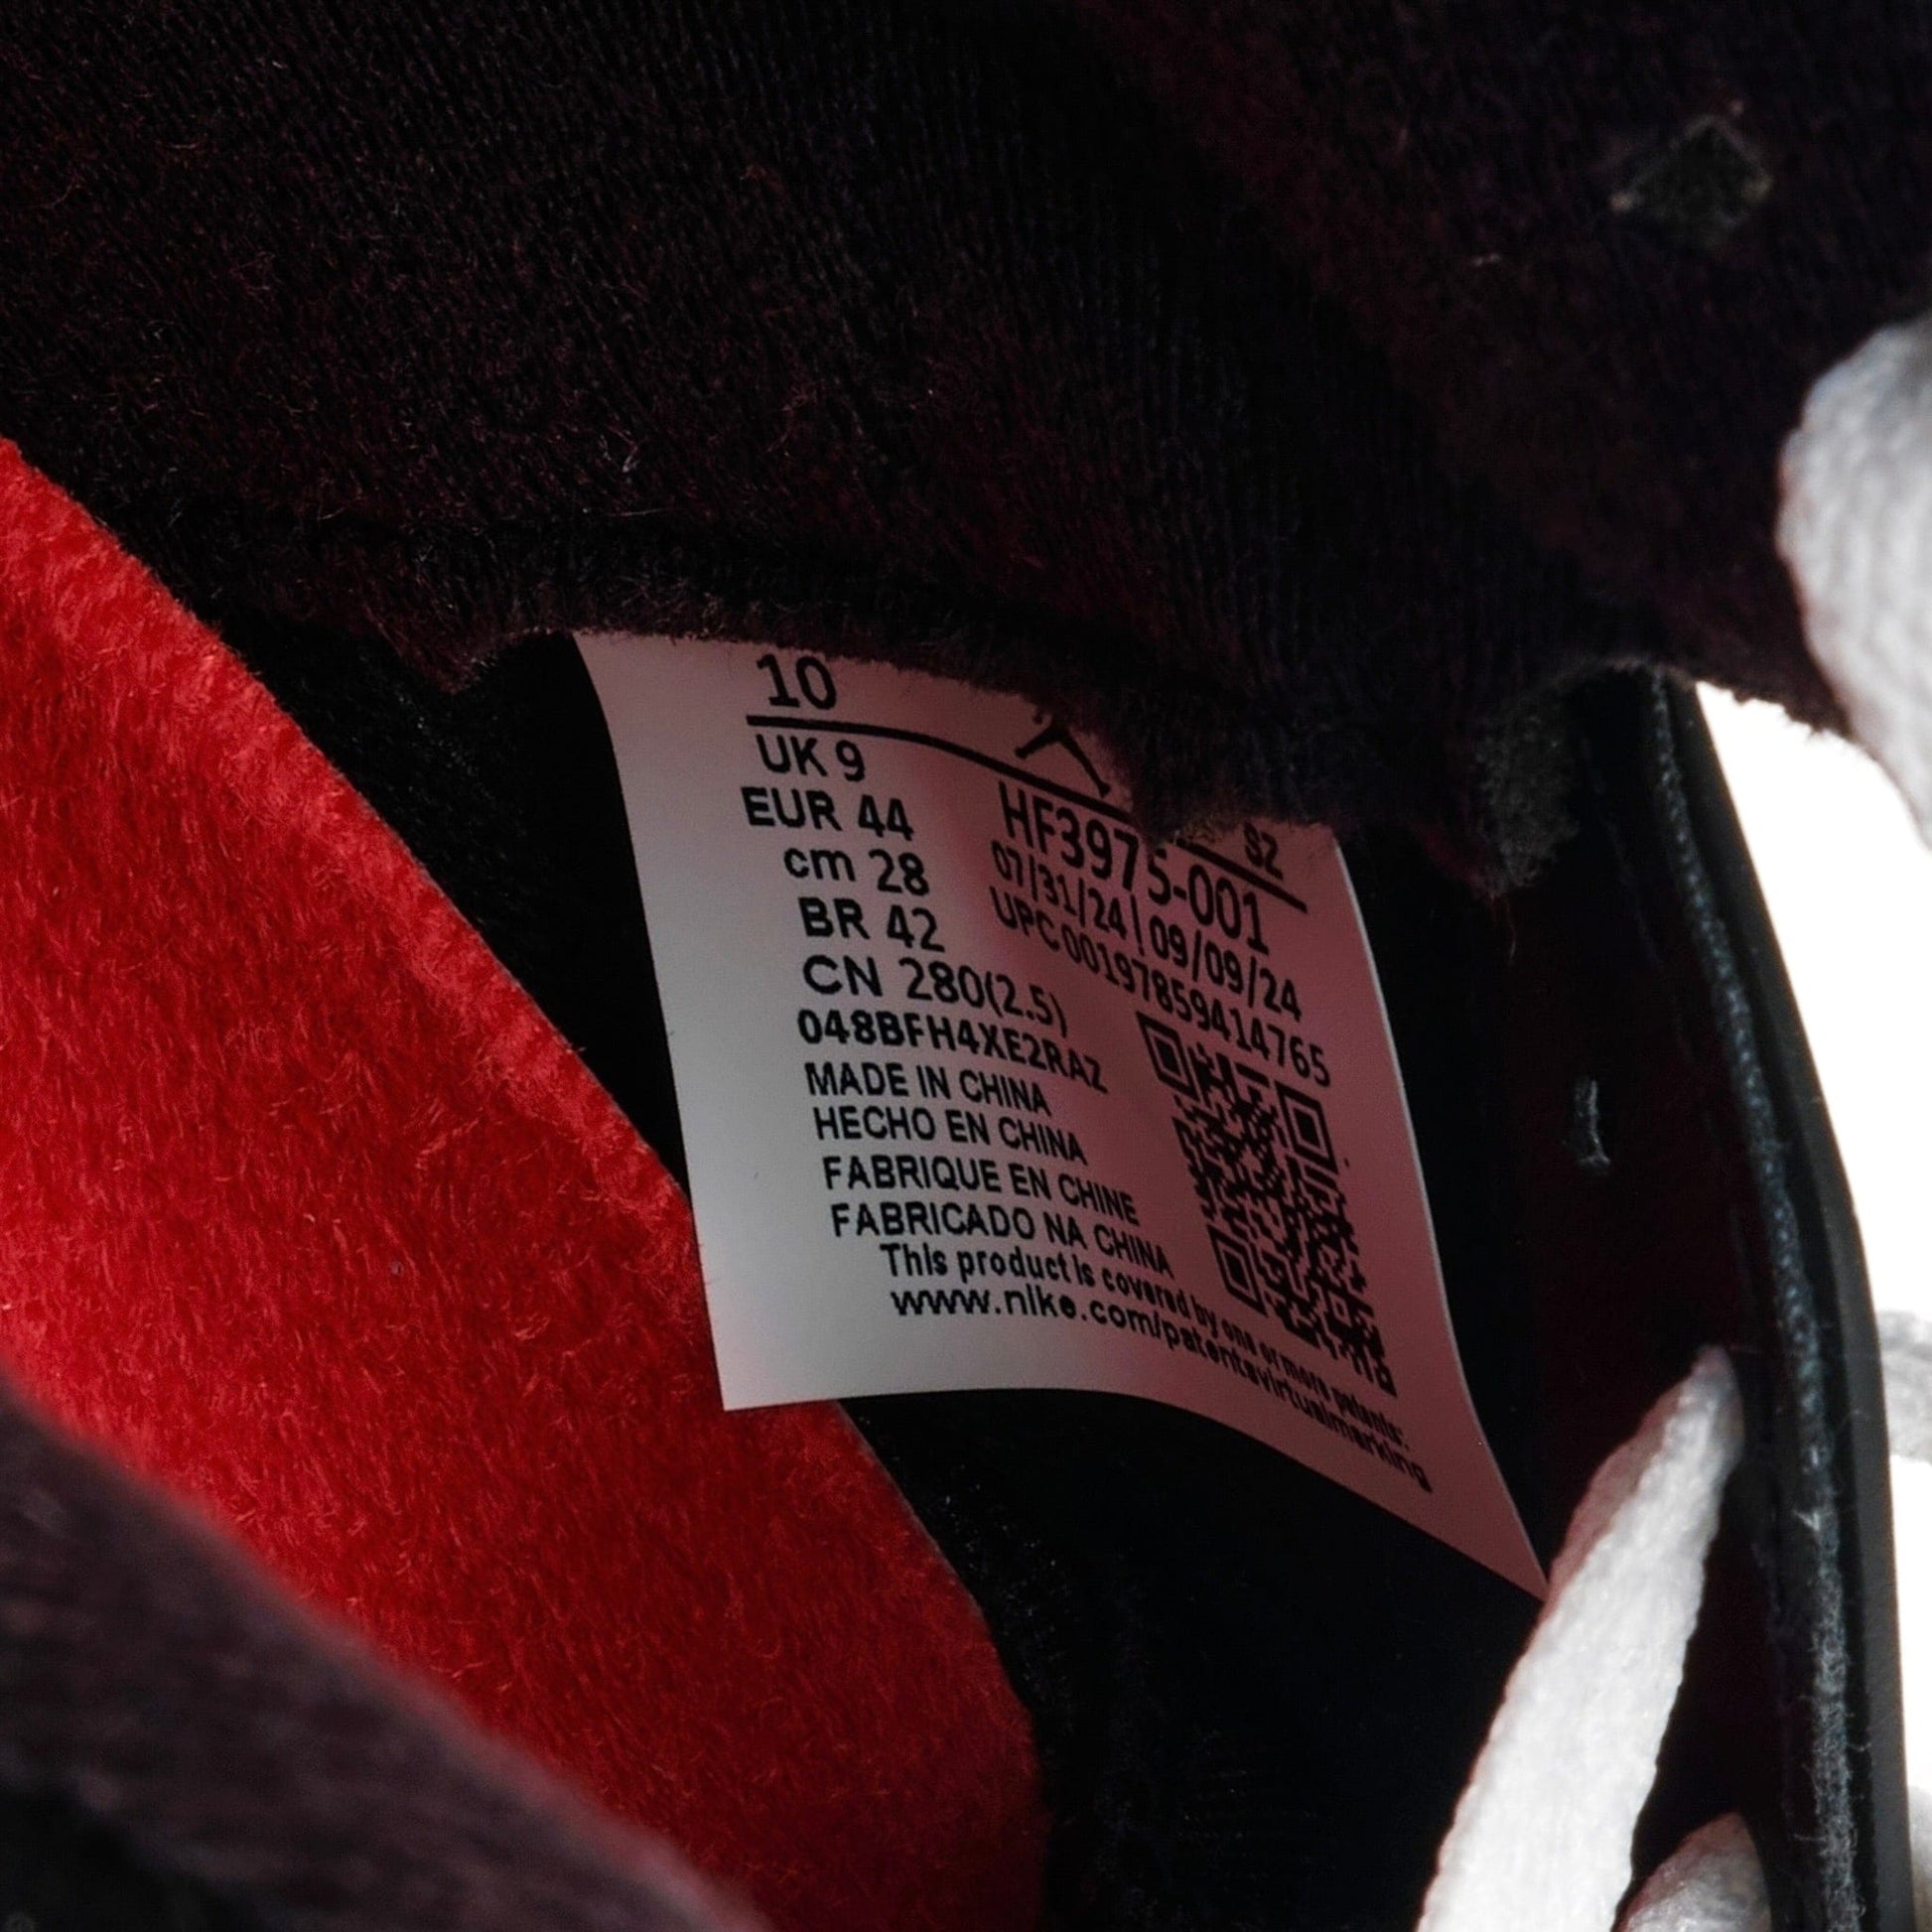 10
S2
UK 9
EUR 44
cm 28
BR 42
CN 280(2.5)
048BFH4XE2RAZ
HF3975-001
07/31/24 | 09/09/24
UPC 00197859414765
MADE IN CHINA
HECHO EN CHINA
FABRIQUE EN CHINE
FABRICADO NA CHINA
This product is covered by one or more patents:
www.nike.com/patentsvirtualmarking